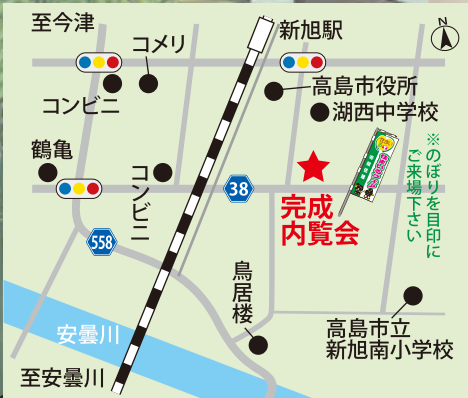 至今津
コメリ
新旭駅
N
コンビニ
高島市役所
湖西中学校
鶴亀
コンビニ
38
完成
内覧会
※のぼりを目印に
ご来場下さい
558
鳥居楼
安曇川
高島市立
新旭南小学校
至安曇川